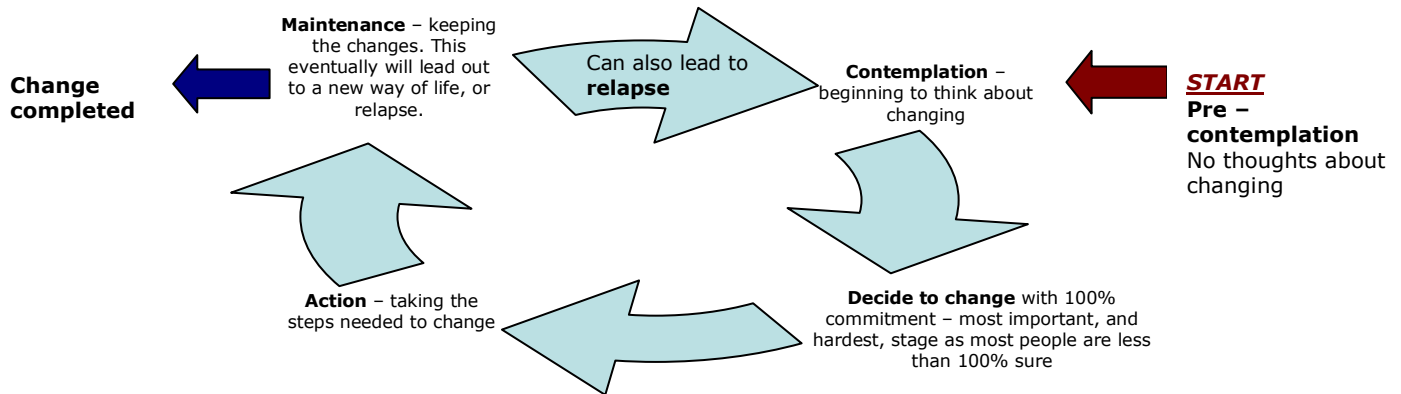 START
Pre –
contemplation
No thoughts about
changing
Contemplation –
beginning to think about
changing
Decide to change with 100%
commitment – most important, and
hardest, stage as most people are less
than 100% sure
Action – taking the
steps needed to change
Maintenance – keeping
the changes. This
eventually will lead out
to a new way of life, or
relapse.
Can also lead to
relapse
Change
completed